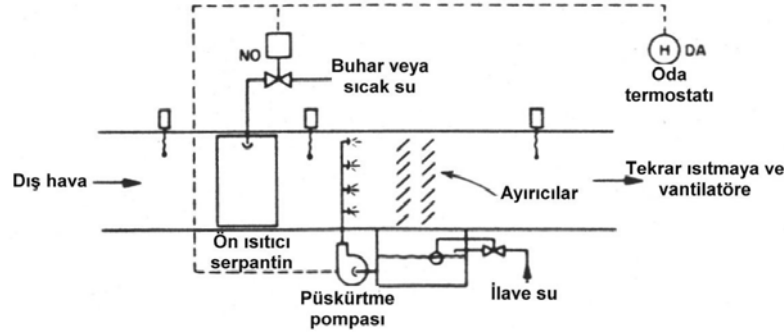 NO
Buhar veya
sıcak su
H DA
Oda
termostatı
Dış hava
Ön ısıtıcı
serpantin
Püskürtme
pompası
Ayırıcılar
Tekrar ısıtmaya ve
vantilatöre
İlave su